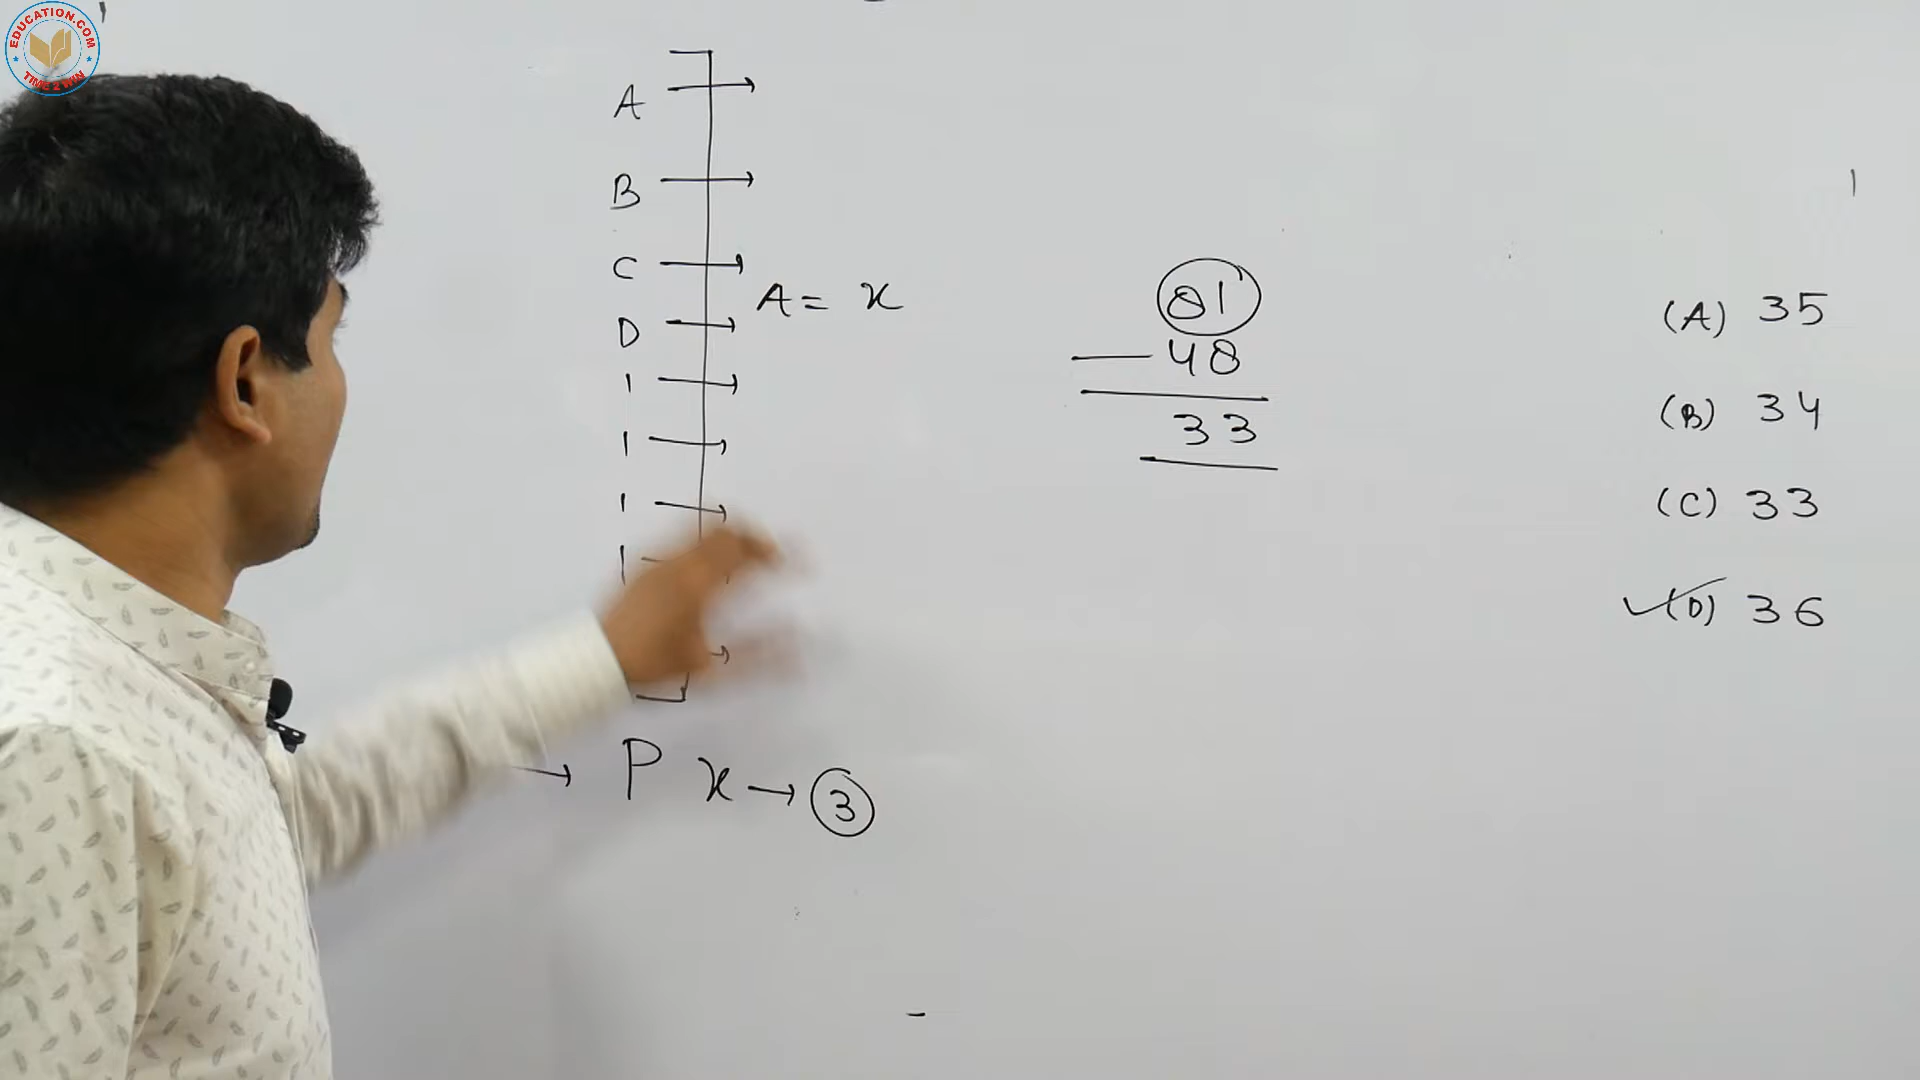 EDUCATION.COM
TIME 2 WIN
A
B
C
D
A = x
P x → 3
81
- 48
33
(A) 35
(B) 34
(C) 33
✓(D) 36